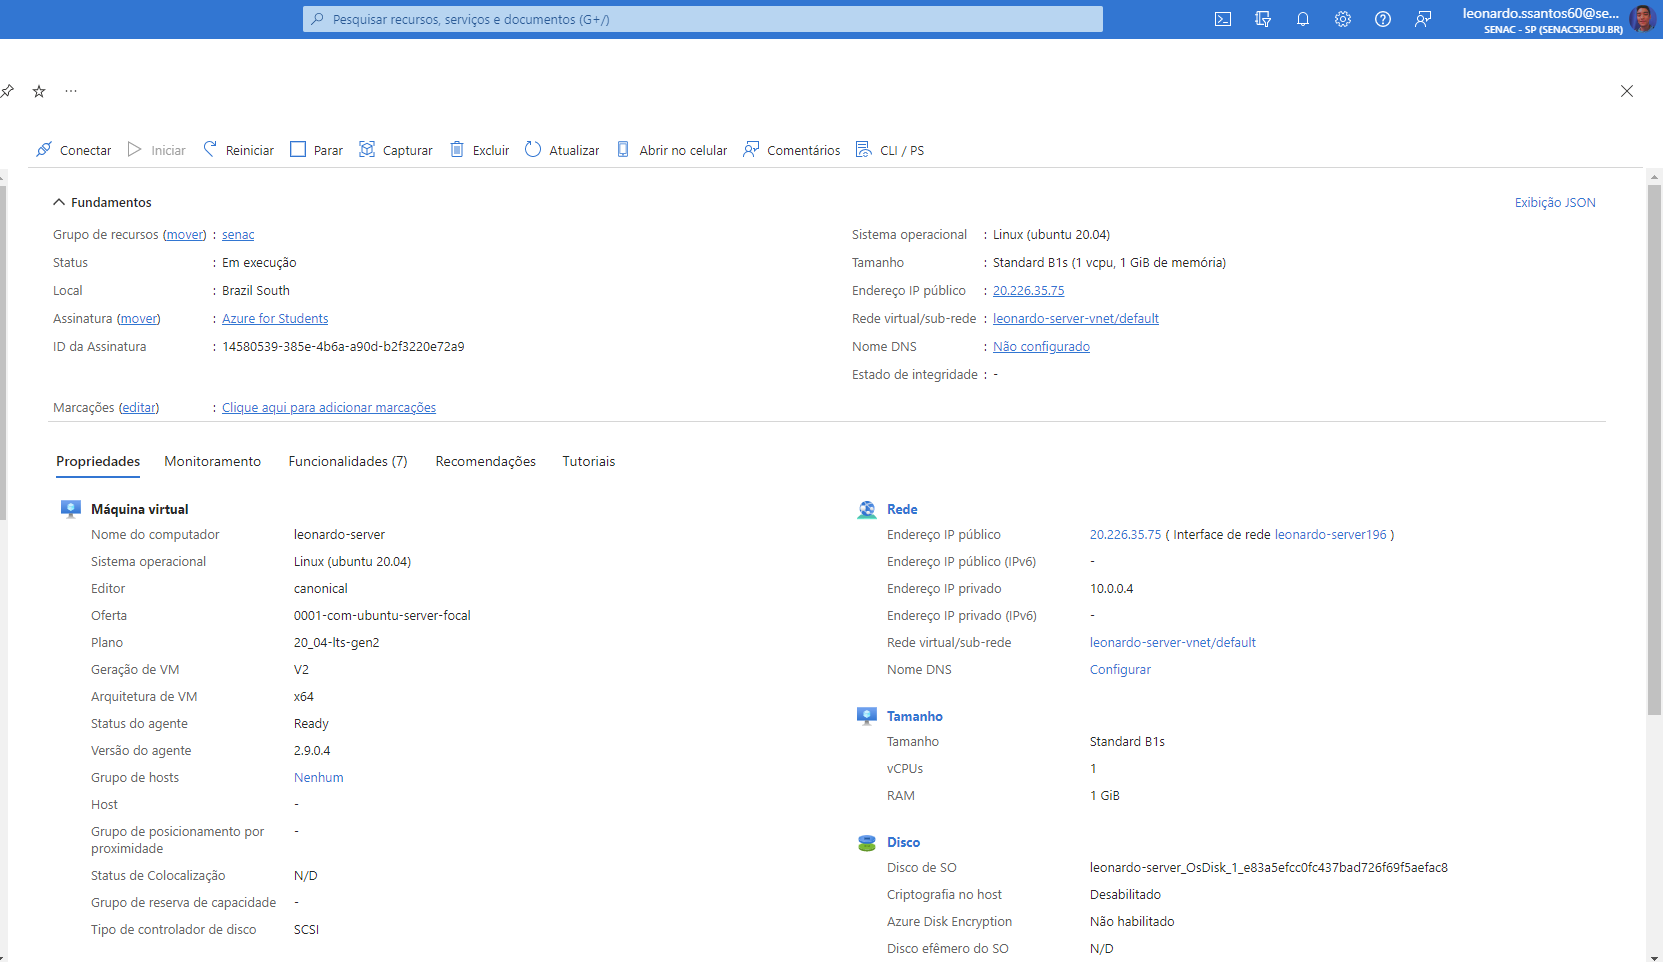 Pesquisar recursos, serviços e documentos (G+/)
leonardo.ssantos60@se...
SENAC - SP (SENACSP.EDU.BR)
Conectar Iniciar Reiniciar Parar Capturar Excluir Atualizar Abrir no celular Comentários CLI / PS
Fundamentos
Exibição JSON
Grupo de recursos (mover) : senac
Status : Em execução
Local : Brazil South
Assinatura (mover) : Azure for Students
ID da Assinatura : 14580539-385e-4b6a-a90d-b2f3220e72a9
Sistema operacional : Linux (ubuntu 20.04)
Tamanho : Standard B1s (1 vcpu, 1 GiB de memória)
Endereço IP público : 20.226.35.75
Rede virtual/sub-rede : leonardo-server-vnet/default
Nome DNS : Não configurado
Estado de integridade : -
Marcações (editar) : Clique aqui para adicionar marcações
Propriedades Monitoramento Funcionalidades (7) Recomendações Tutoriais
Máquina virtual
Nome do computador leonardo-server
Sistema operacional Linux (ubuntu 20.04)
Editor canonical
Oferta 0001-com-ubuntu-server-focal
Plano 20_04-lts-gen2
Geração de VM V2
Arquitetura de VM x64
Status do agente Ready
Versão do agente 2.9.0.4
Grupo de hosts Nenhum
Host -
Grupo de posicionamento por -
proximidade
Status de Colocalização N/D
Grupo de reserva de capacidade -
Tipo de controlador de disco SCSI
Rede
Endereço IP público 20.226.35.75 ( Interface de rede leonardo-server196 )
Endereço IP público (IPv6) -
Endereço IP privado 10.0.0.4
Endereço IP privado (IPv6) -
Rede virtual/sub-rede leonardo-server-vnet/default
Nome DNS Configurar
Tamanho
Tamanho Standard B1s
vCPUs 1
RAM 1 GiB
Disco
Disco de SO leonardo-server_OsDisk_1_e83a5efcc0fc437bad726f69f5aefac8
Criptografia no host Desabilitado
Azure Disk Encryption Não habilitado
Disco efêmero do SO N/D